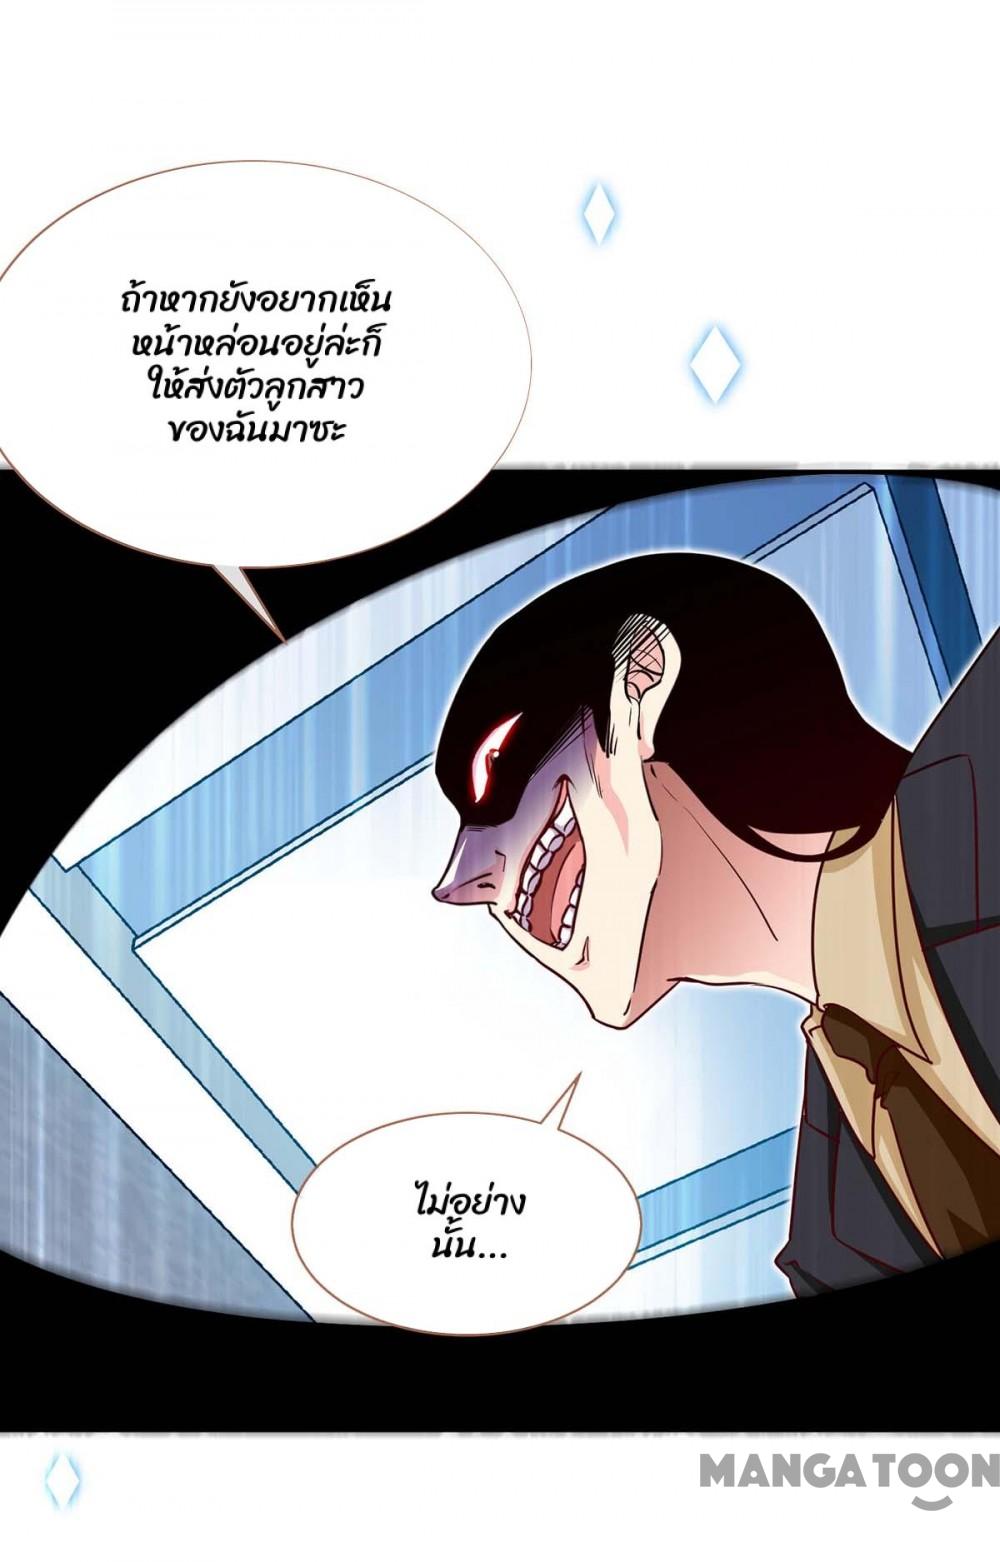 ถ้าหากยังอยากเห็น
หน้าหล่อนอยู่ล่ะก็
ให้ส่งตัวลูกสาว
ของฉันมาซะ
ไม่อย่าง
นั้น...
MANGATOON